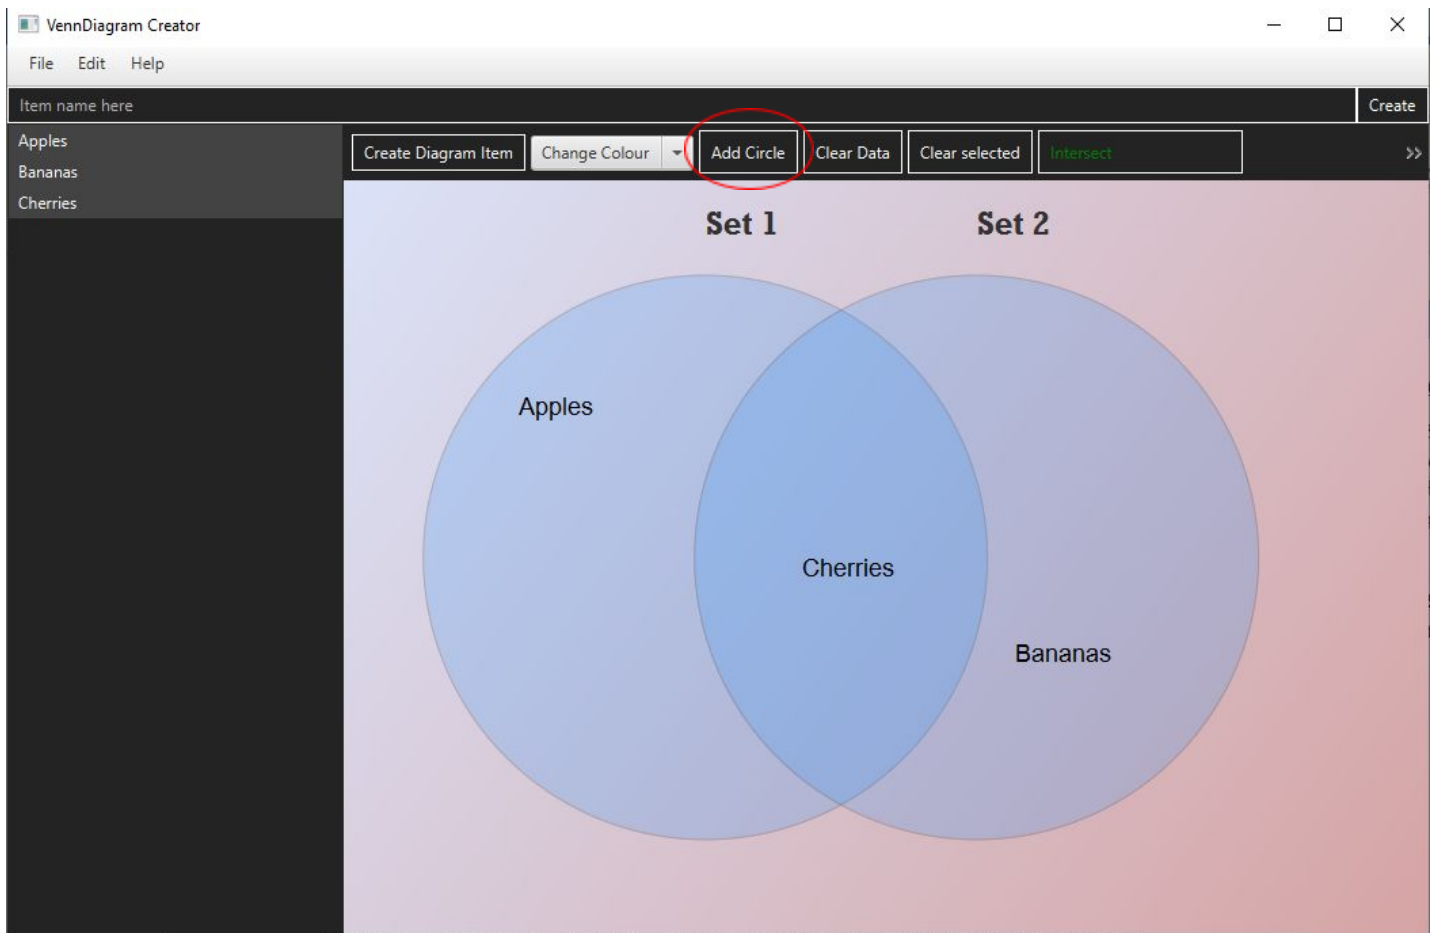 VennDiagram Creator
File Edit Help
Item name here Create
Apples
Bananas
Cherries
Create Diagram Item Change Colour Add Circle Clear Data Clear selected Intersect >>
Set 1 Set 2
Apples
Cherries
Bananas